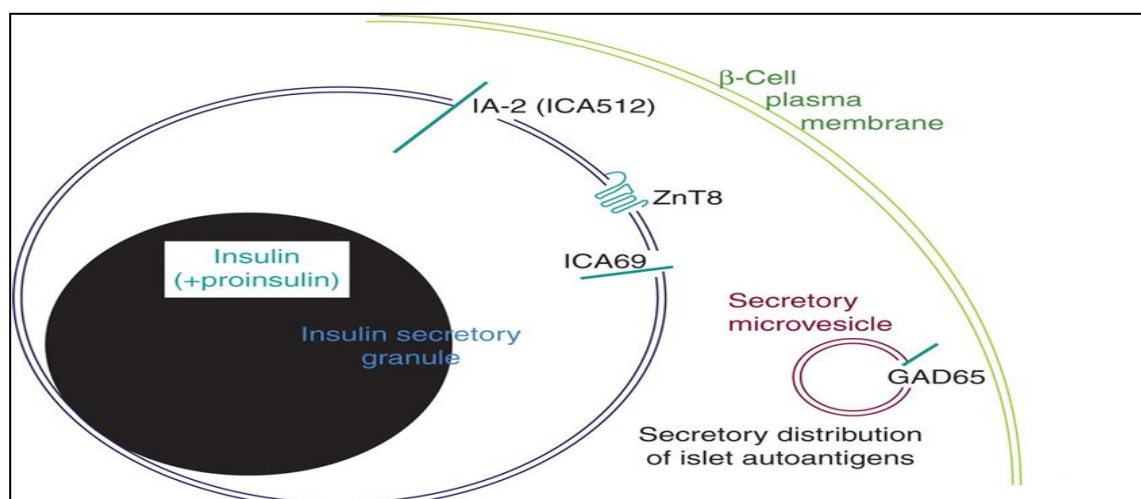 β-Cell
plasma
membrane
IA-2 (ICA512)
ZnT8
ICA69
Insulin
(+proinsulin)
Insulin secretory
granule
Secretory
microvesicle
GAD65
Secretory distribution
of islet autoantigens